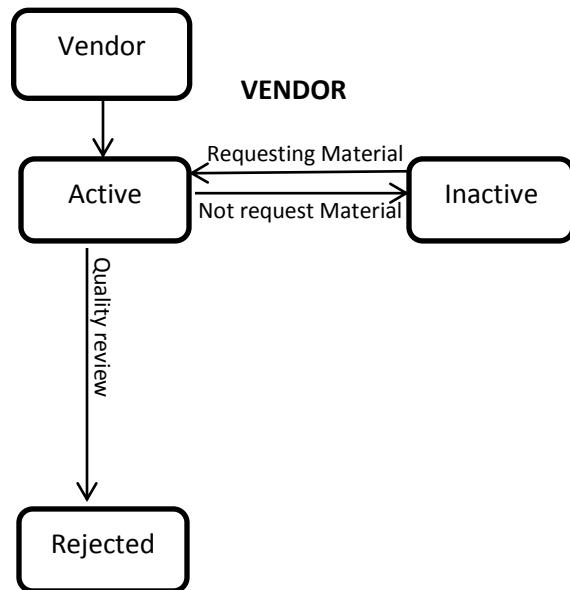 Vendor
VENDOR
Requesting Material
Active
Inactive
Not request Material
Quality review
Rejected